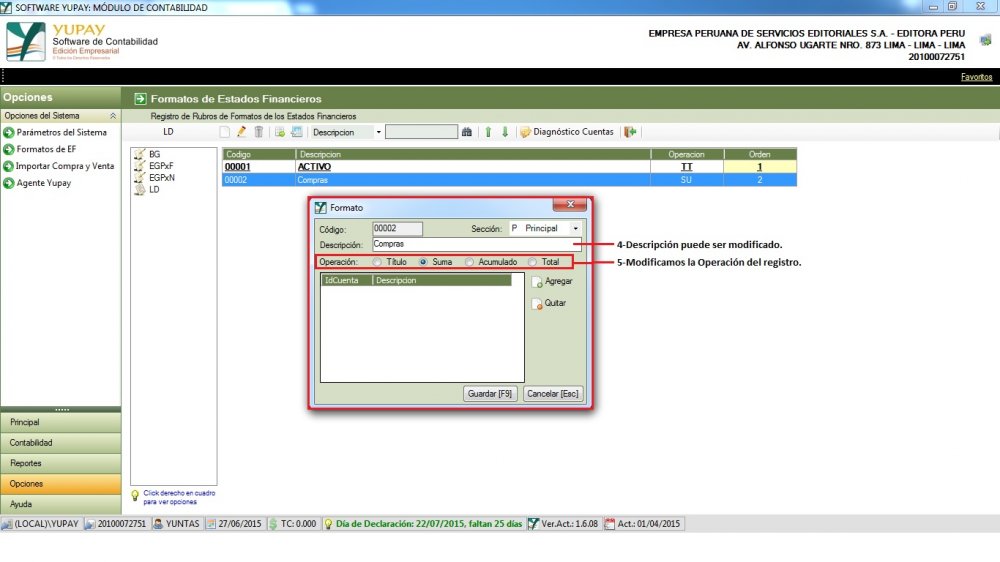 SOFTWARE YUPAY: MÓDULO DE CONTABILIDAD
YUPAY
Software de Contabilidad
Edición Empresarial
EMPRESA PERUANA DE SERVICIOS EDITORIALES S.A. - EDITORA PERU
AV. ALFONSO UGARTE NRO. 873 LIMA - LIMA - LIMA
20100072751
Favoritos
Opciones
Formatos de Estados Financieros
Opciones del Sistema
Registro de Rubros de Formatos de los Estados Financieros
Parámetros del Sistema
Formatos de EF
Importar Compra y Venta
Agente Yupay
LD
Descripcion
Diagnóstico Cuentas
BG
EGPxF
EGPxN
LD
Codigo Descripcion Operacion Orden
00001 ACTIVO TT 1
00002 Compras SU 2
Formato
Código: 00002 Sección: P Principal
Descripción: Compras
Operación: Título Suma Acumulado Total
IdCuenta Descripcion
Agregar
Quitar
Guardar [F9] Cancelar [Esc]
4-Descripción puede ser modificado.
5-Modificamos la Operación del registro.
Principal
Contabilidad
Reportes
Opciones
Ayuda
Click derecho en cuadro
para ver opciones
(LOCAL)\YUPAY 20100072751 YUNTAS 27/06/2015 TC: 0.000 Día de Declaración: 22/07/2015, faltan 25 días Ver.Act.: 1.6.08 Act.: 01/04/2015